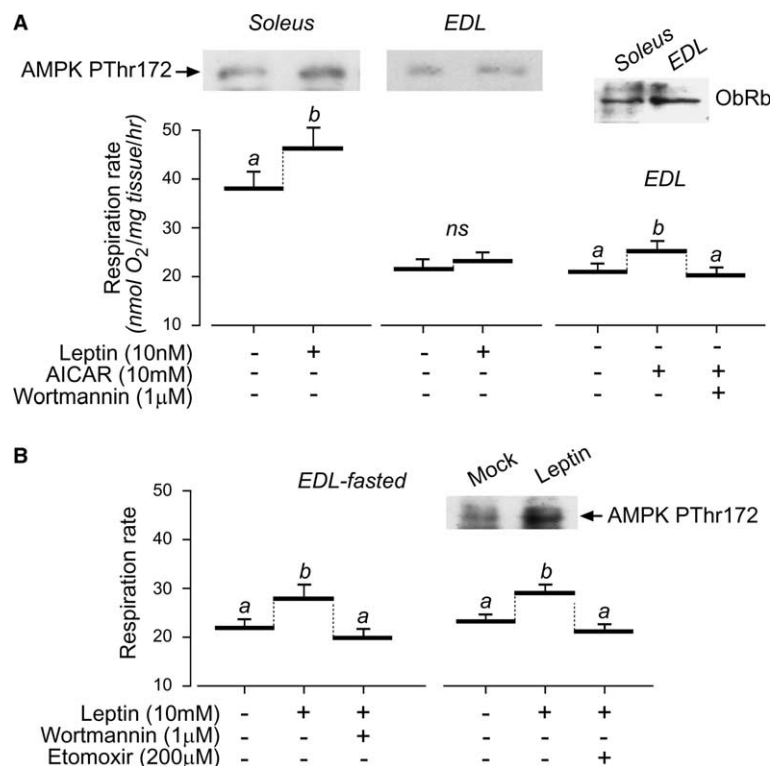 A
Soleus
EDL
AMPK PThr172
Soleus
EDL
ObRb
Respiration rate
(nmol O2/mg tissue/hr)
50
40
30
20
10
a
b
ns
EDL
a
b
a
Leptin (10nM)
- + - + - - -
AICAR (10mM)
- - - - - + +
Wortmannin (1μM)
- - - - - - +
B
EDL-fasted
Mock
Leptin
AMPK PThr172
Respiration rate
50
40
30
20
10
a
b
a
a
b
a
Leptin (10mM)
- + + - + +
Wortmannin (1μM)
- - + - - -
Etomoxir (200μM)
- - - - - +